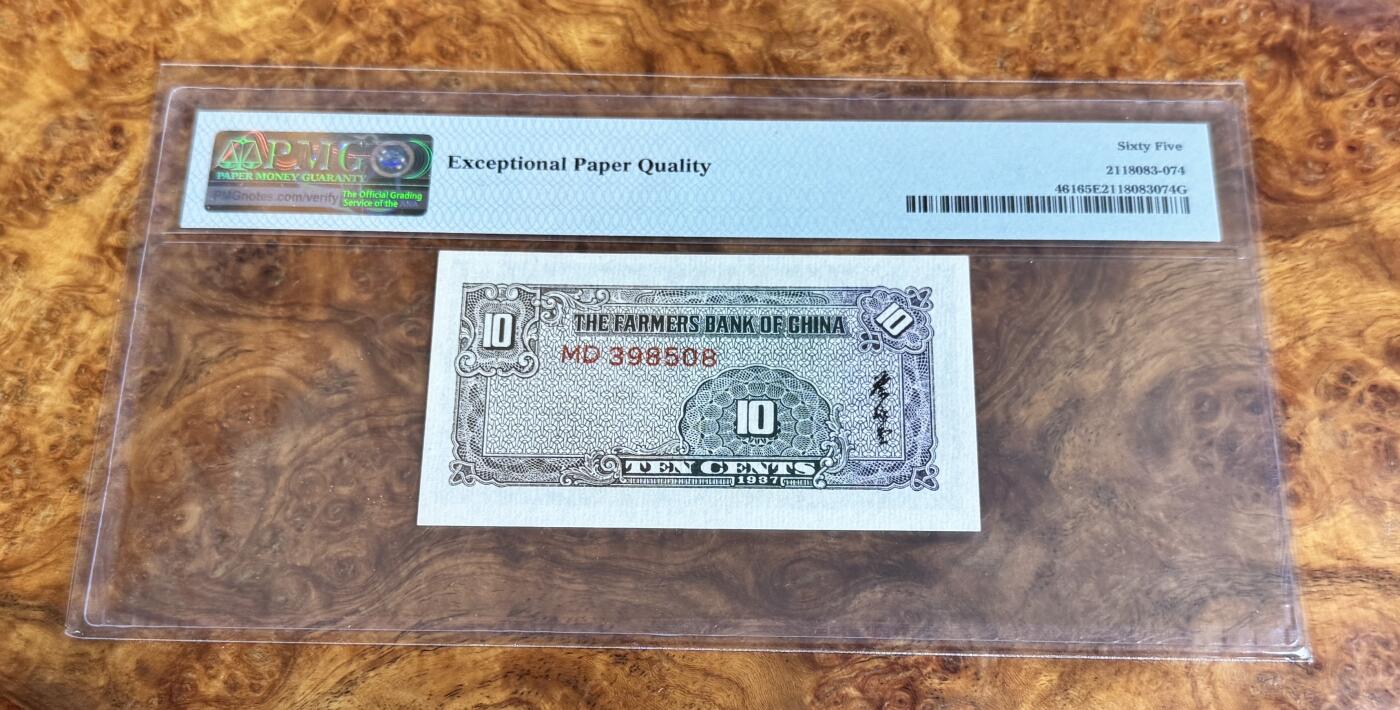 PMG
PAPER MONEY GUARANTY
PMGnotes.com/verify
The Official Grading
Service of the ANA
Exceptional Paper Quality
Sixty Five
2118083-074
46165E2118083074G
10
THE FARMERS BANK OF CHINA
10
MD 398508
10
TEN CENTS
1937